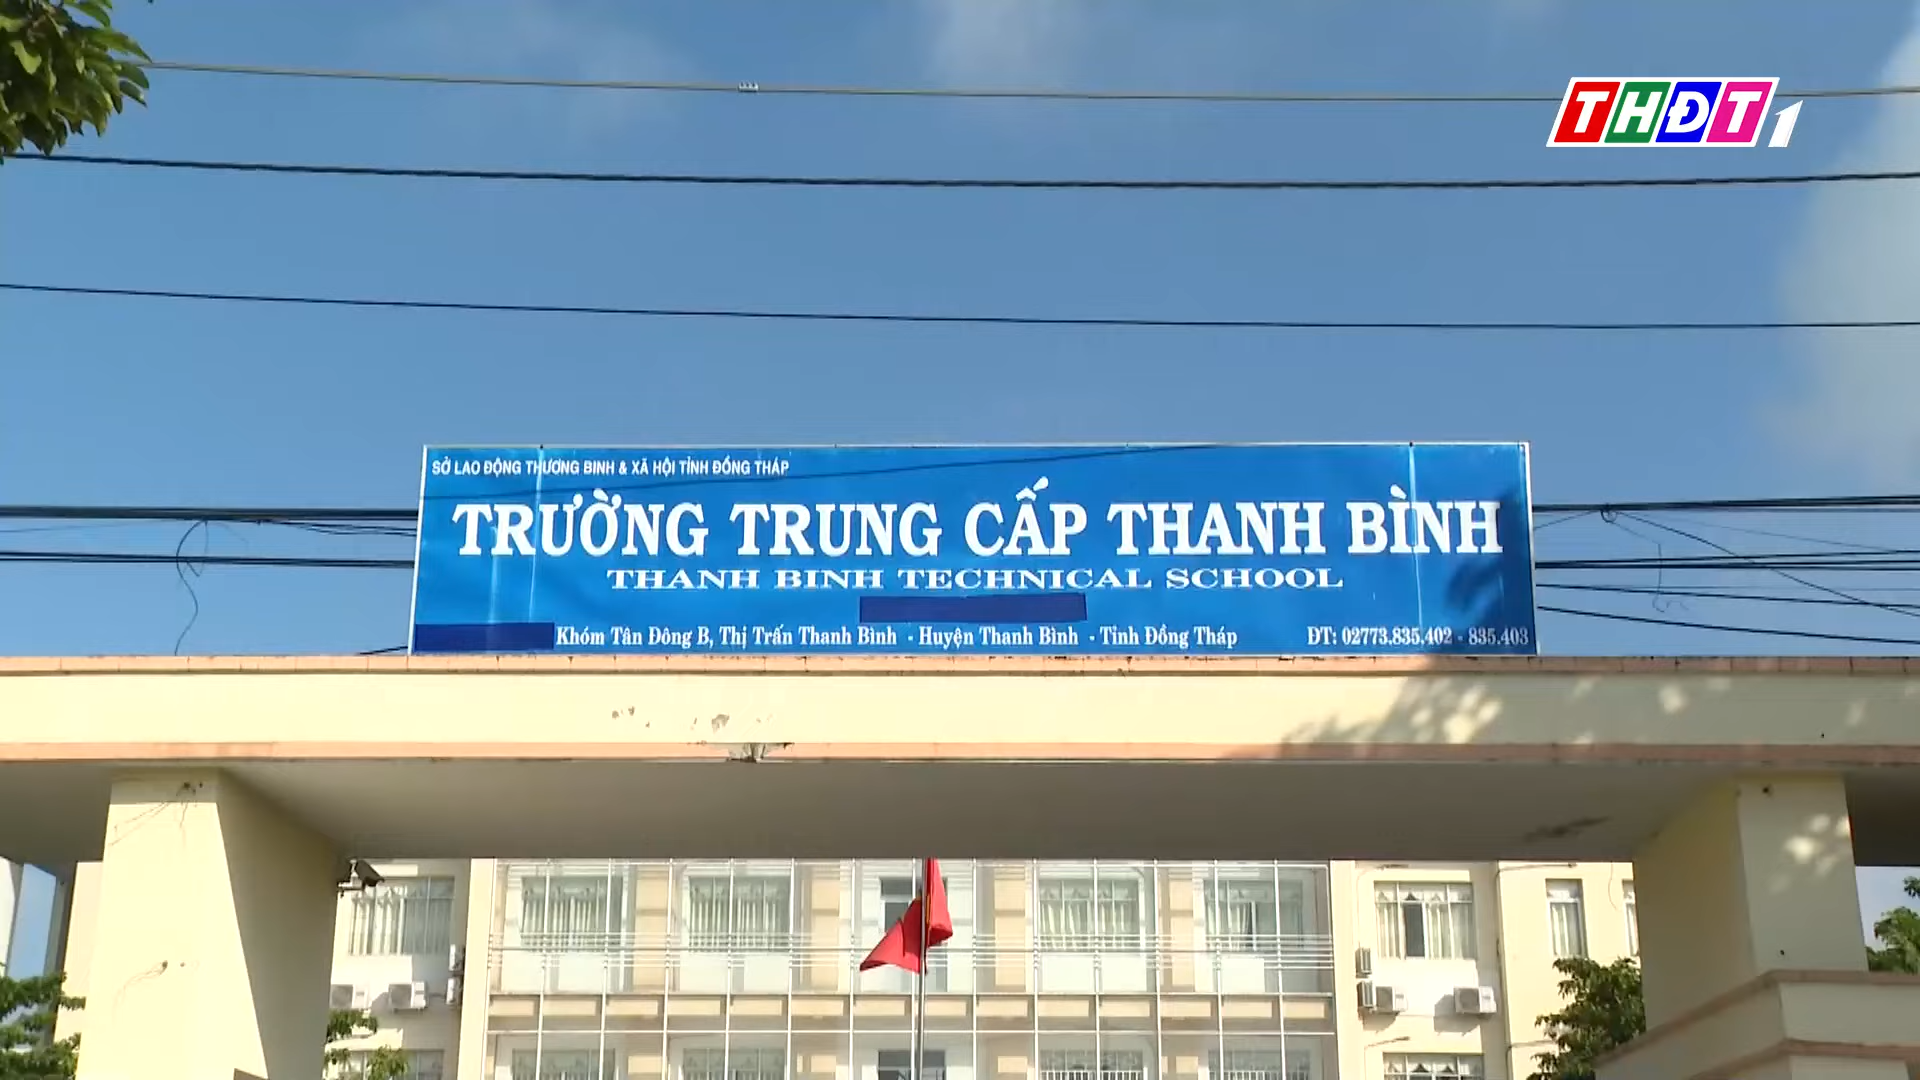 THĐT1
SỞ LAO ĐỘNG THƯƠNG BINH & XÃ HỘI TỈNH ĐỒNG THÁP
TRƯỜNG TRUNG CẤP THANH BÌNH
THANH BINH TECHNICAL SCHOOL
Khóm Tân Đông B, Thị Trấn Thanh Bình - Huyện Thanh Bình - Tỉnh Đồng Tháp ĐT: 02773.835.402 - 835.403